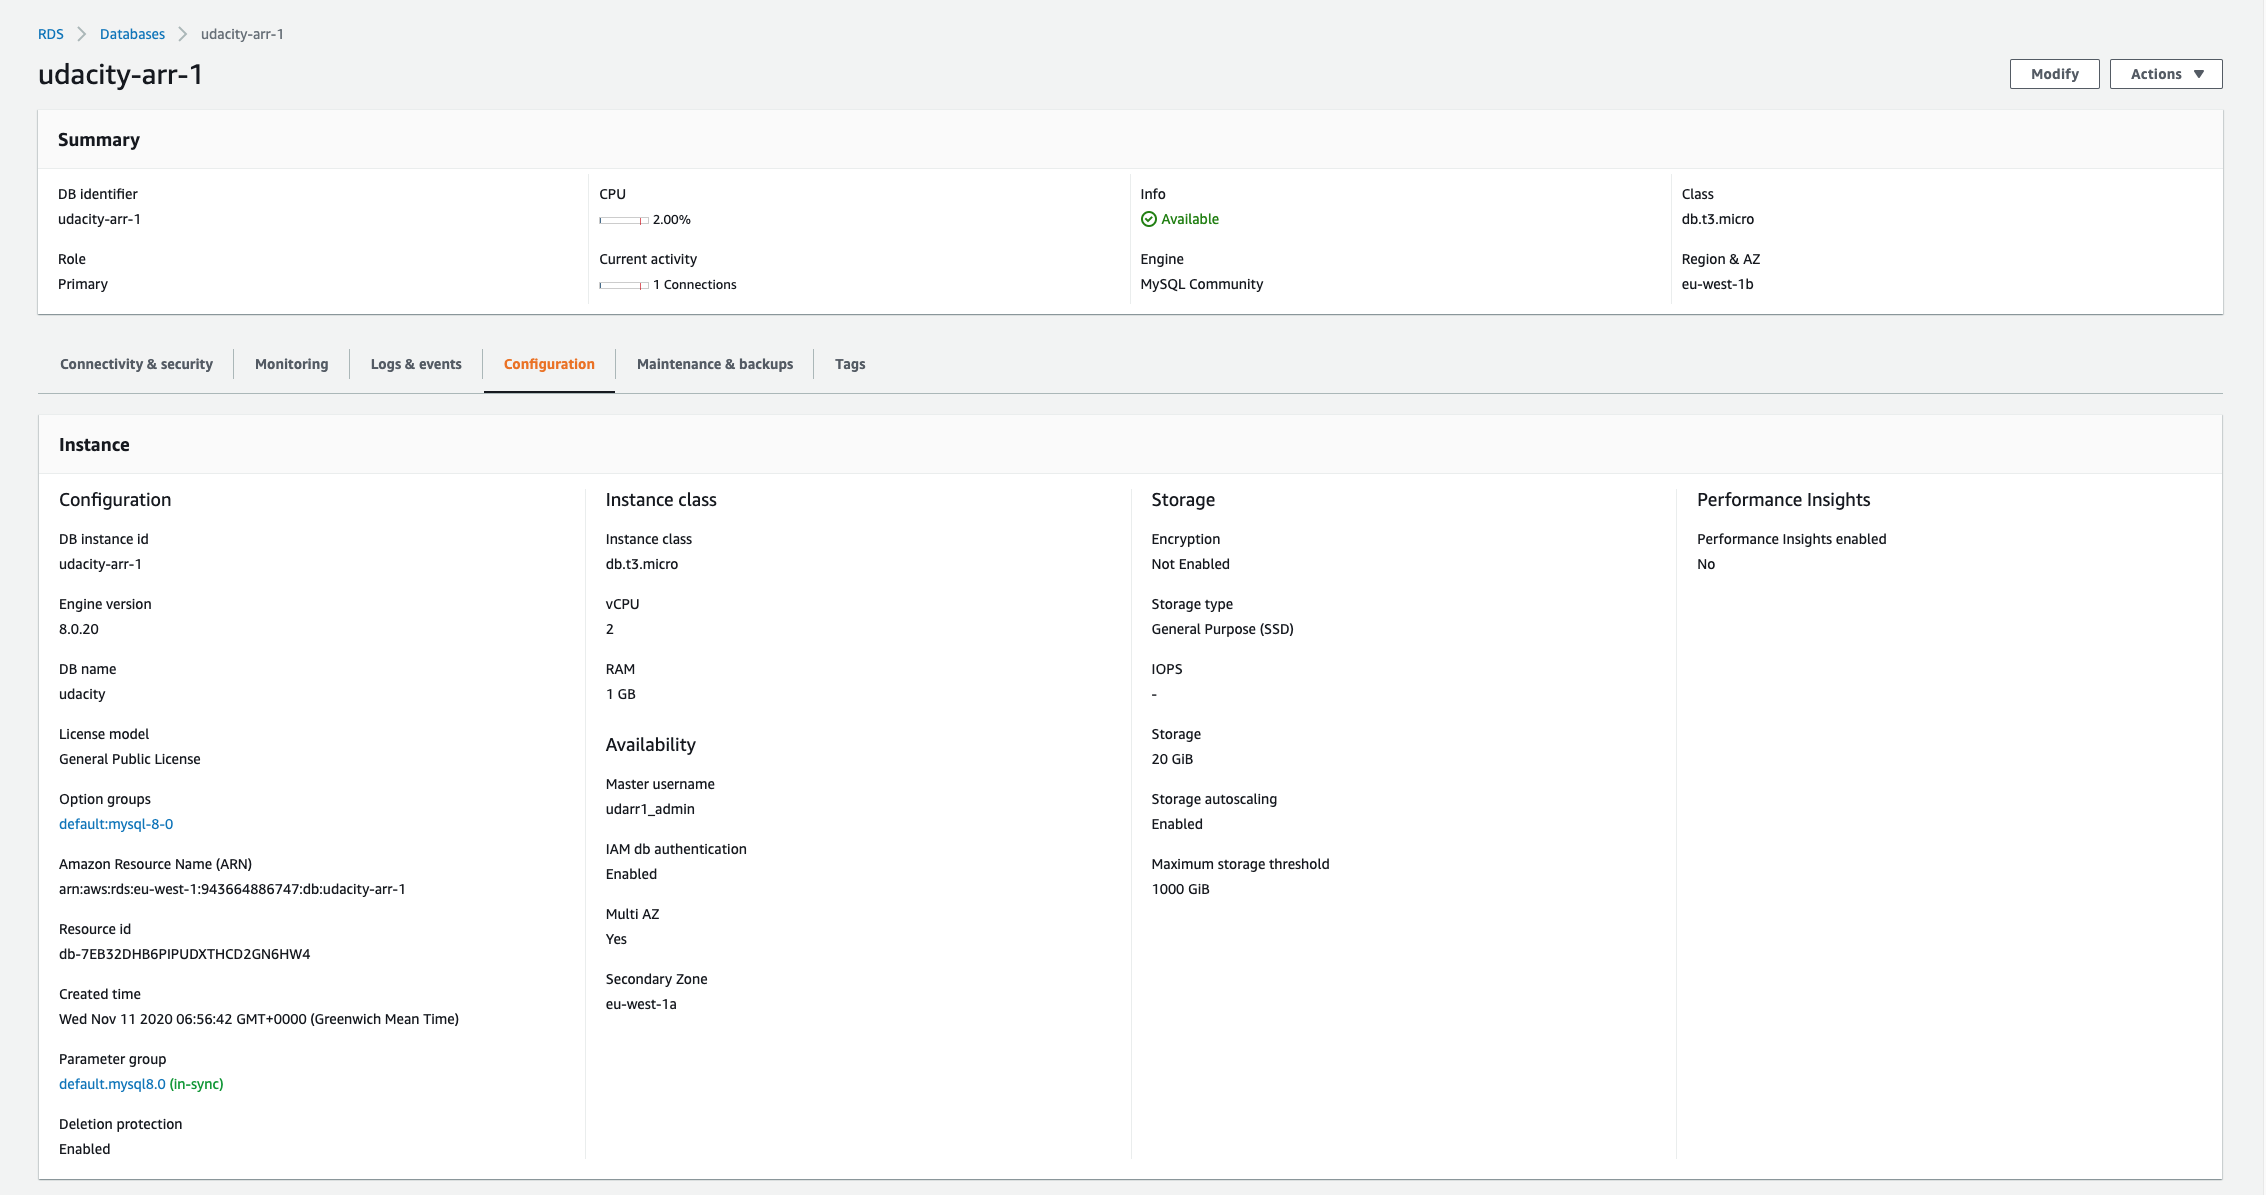 RDS
Databases
udacity-arr-1
udacity-arr-1
Modify
Actions
Summary
DB identifier
udacity-arr-1
Role
Primary
CPU
2.00%
Current activity
1 Connections
Info
Available
Engine
MySQL Community
Class
db.t3.micro
Region & AZ
eu-west-1b
Connectivity & security
Monitoring
Logs & events
Configuration
Maintenance & backups
Tags
Instance
Configuration
DB instance id
udacity-arr-1
Engine version
8.0.20
DB name
udacity
License model
General Public License
Option groups
default:mysql-8-0
Amazon Resource Name (ARN)
arn:aws:rds:eu-west-1:943664886747:db:udacity-arr-1
Resource id
db-7EB32DHB6PIPUDXTHCD2GN6HW4
Created time
Wed Nov 11 2020 06:56:42 GMT+0000 (Greenwich Mean Time)
Parameter group
default.mysql8.0 (in-sync)
Deletion protection
Enabled
Instance class
Instance class
db.t3.micro
vCPU
2
RAM
1 GB
Availability
Master username
udarr1_admin
IAM db authentication
Enabled
Multi AZ
Yes
Secondary Zone
eu-west-1a
Storage
Encryption
Not Enabled
Storage type
General Purpose (SSD)
IOPS
-
Storage
20 GiB
Storage autoscaling
Enabled
Maximum storage threshold
1000 GiB
Performance Insights
Performance Insights enabled
No